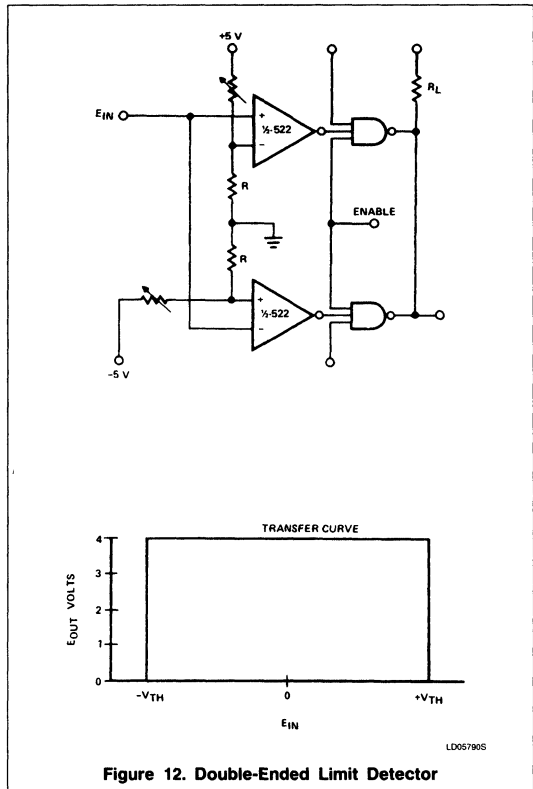 +5 V
RL
EIN
+
½-522
−
R
ENABLE
R
+
½-522
−
−5 V
TRANSFER CURVE
4
3
2
1
0
EOUT VOLTS
−VTH
0
+VTH
EIN
LD05790S
Figure 12. Double-Ended Limit Detector